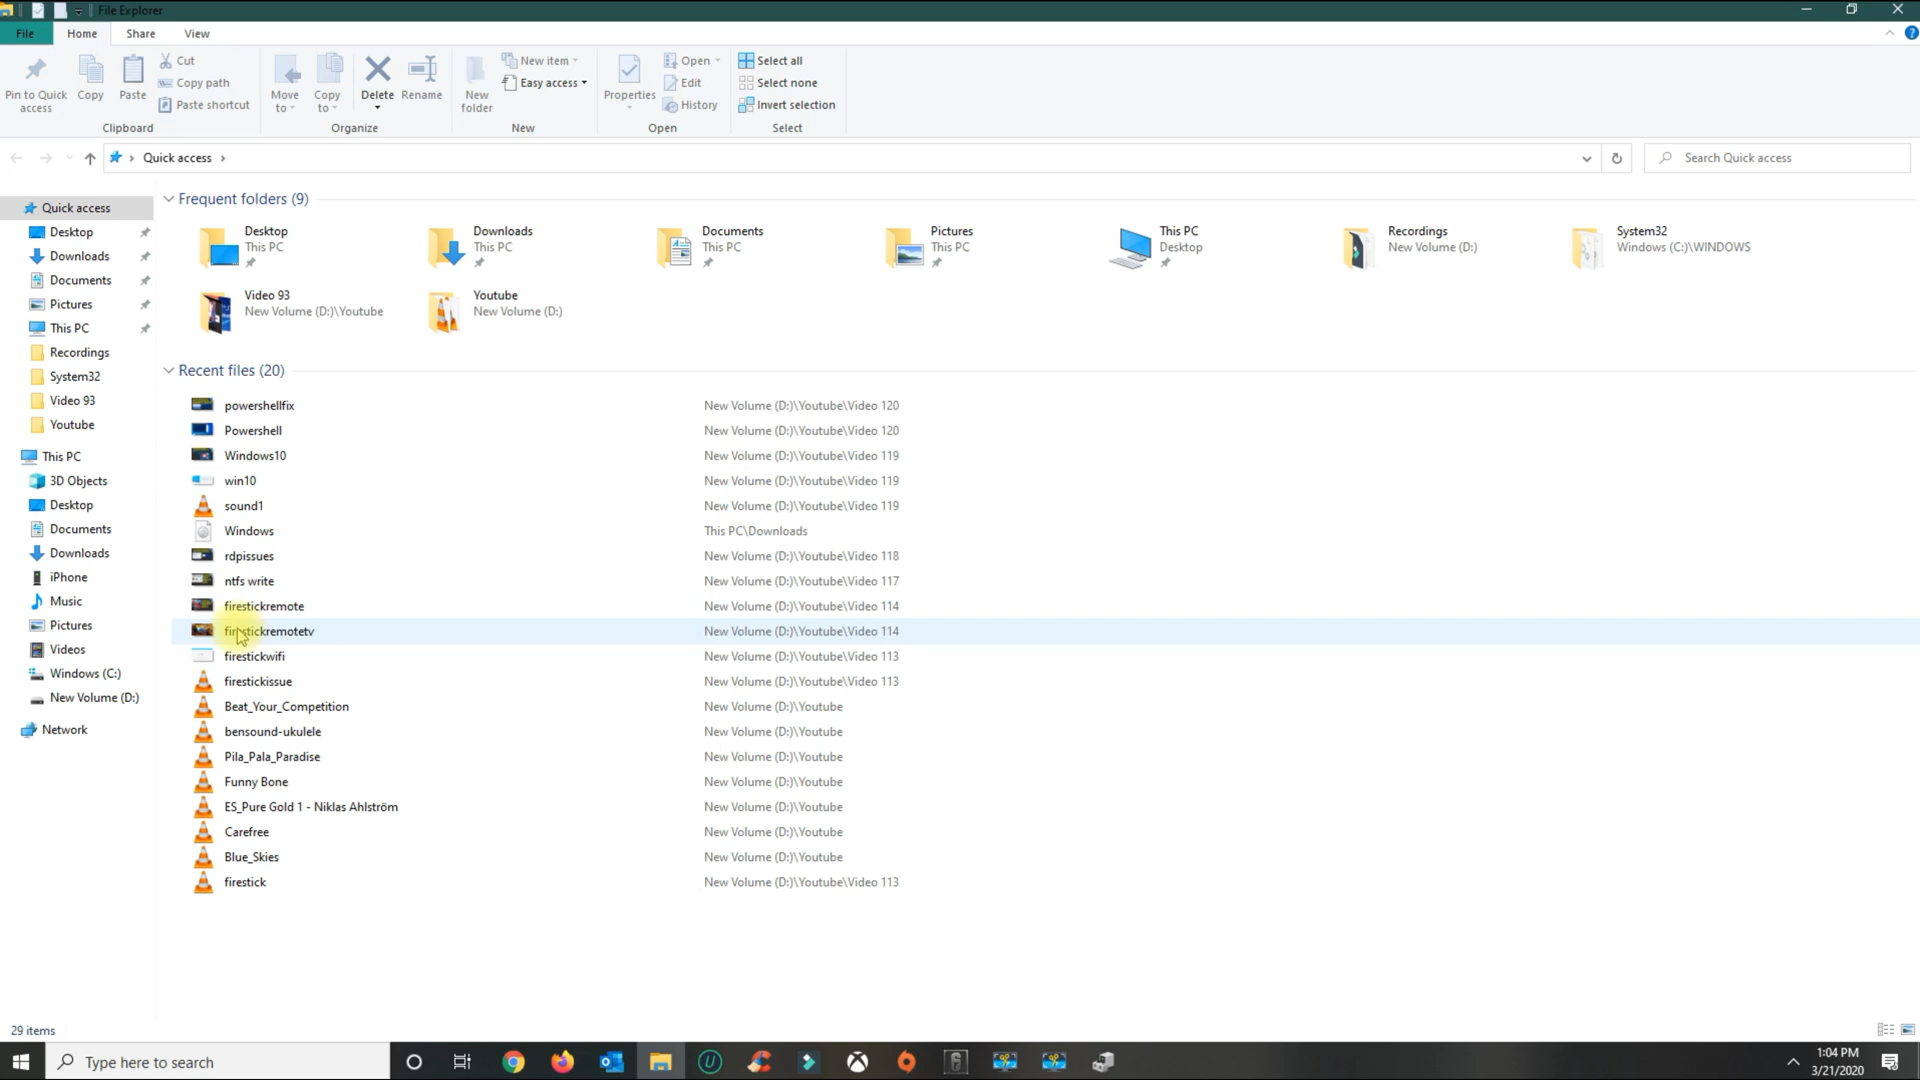 File Explorer
File Home Share View
Pin to Quick access
Copy
Paste
Cut
Copy path
Paste shortcut
Clipboard
Move to
Copy to
Delete
Rename
Organize
New folder
New item
Easy access
New
Properties
Open
Edit
History
Open
Select all
Select none
Invert selection
Select
Quick access
Search Quick access
Quick access
Desktop
Downloads
Documents
Pictures
This PC
Recordings
System32
Video 93
Youtube
This PC
3D Objects
Desktop
Documents
Downloads
iPhone
Music
Pictures
Videos
Windows (C:)
New Volume (D:)
Network
Frequent folders (9)
Desktop
This PC
Downloads
This PC
Documents
This PC
Pictures
This PC
This PC
Desktop
Recordings
New Volume (D:)
System32
Windows (C:)\WINDOWS
Video 93
New Volume (D:)\Youtube
Youtube
New Volume (D:)
Recent files (20)
powershellfix New Volume (D:)\Youtube\Video 120
Powershell New Volume (D:)\Youtube\Video 120
Windows10 New Volume (D:)\Youtube\Video 119
win10 New Volume (D:)\Youtube\Video 119
sound1 New Volume (D:)\Youtube\Video 119
Windows This PC\Downloads
rdpissues New Volume (D:)\Youtube\Video 118
ntfs write New Volume (D:)\Youtube\Video 117
firestickremote New Volume (D:)\Youtube\Video 114
firestickremotetv New Volume (D:)\Youtube\Video 114
firestickwifi New Volume (D:)\Youtube\Video 113
firestickissue New Volume (D:)\Youtube\Video 113
Beat_Your_Competition New Volume (D:)\Youtube
bensound-ukulele New Volume (D:)\Youtube
Pila_Pala_Paradise New Volume (D:)\Youtube
Funny Bone New Volume (D:)\Youtube
ES_Pure Gold 1 - Niklas Ahlström New Volume (D:)\Youtube
Carefree New Volume (D:)\Youtube
Blue_Skies New Volume (D:)\Youtube
firestick New Volume (D:)\Youtube\Video 113
29 items
Type here to search
1:04 PM
3/21/2020